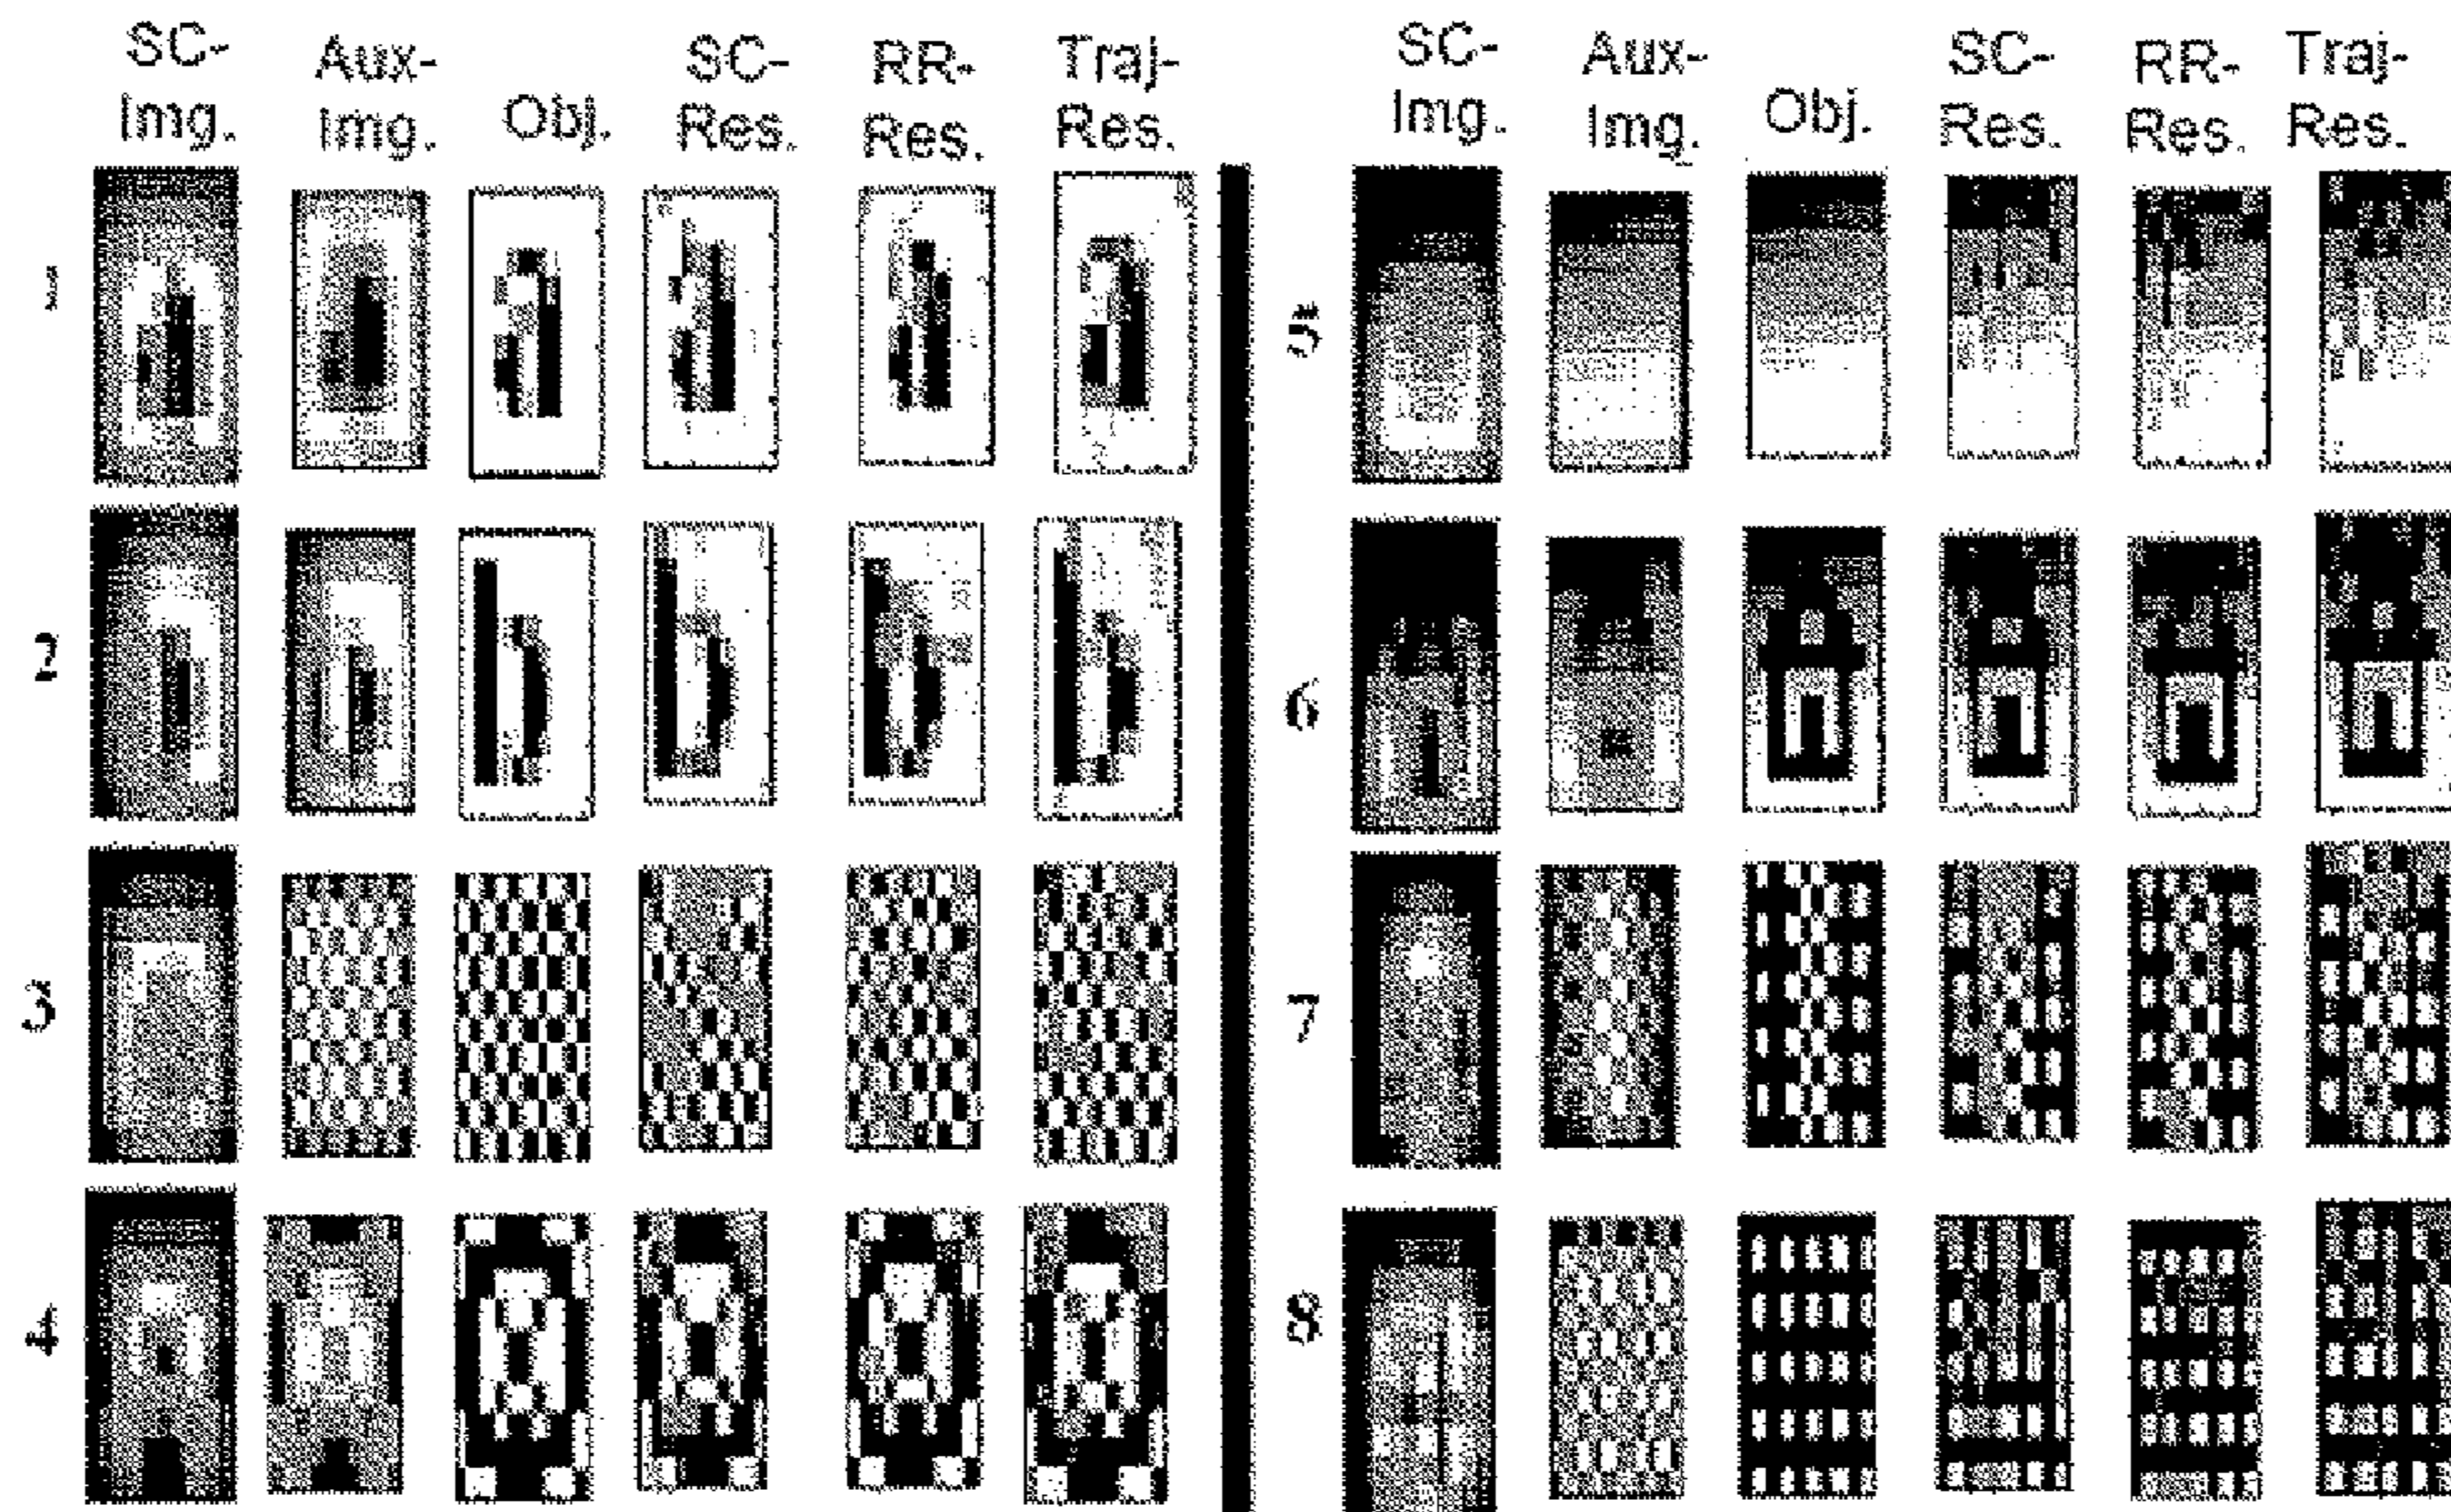 SC- Aux- SC- RR- Traj- SC- Aux- SC- RR- Traj-
Img. Img. Obj. Res. Res. Res. Img. Img. Obj. Res. Res. Res.
1 5
2 6
3 7
4 8